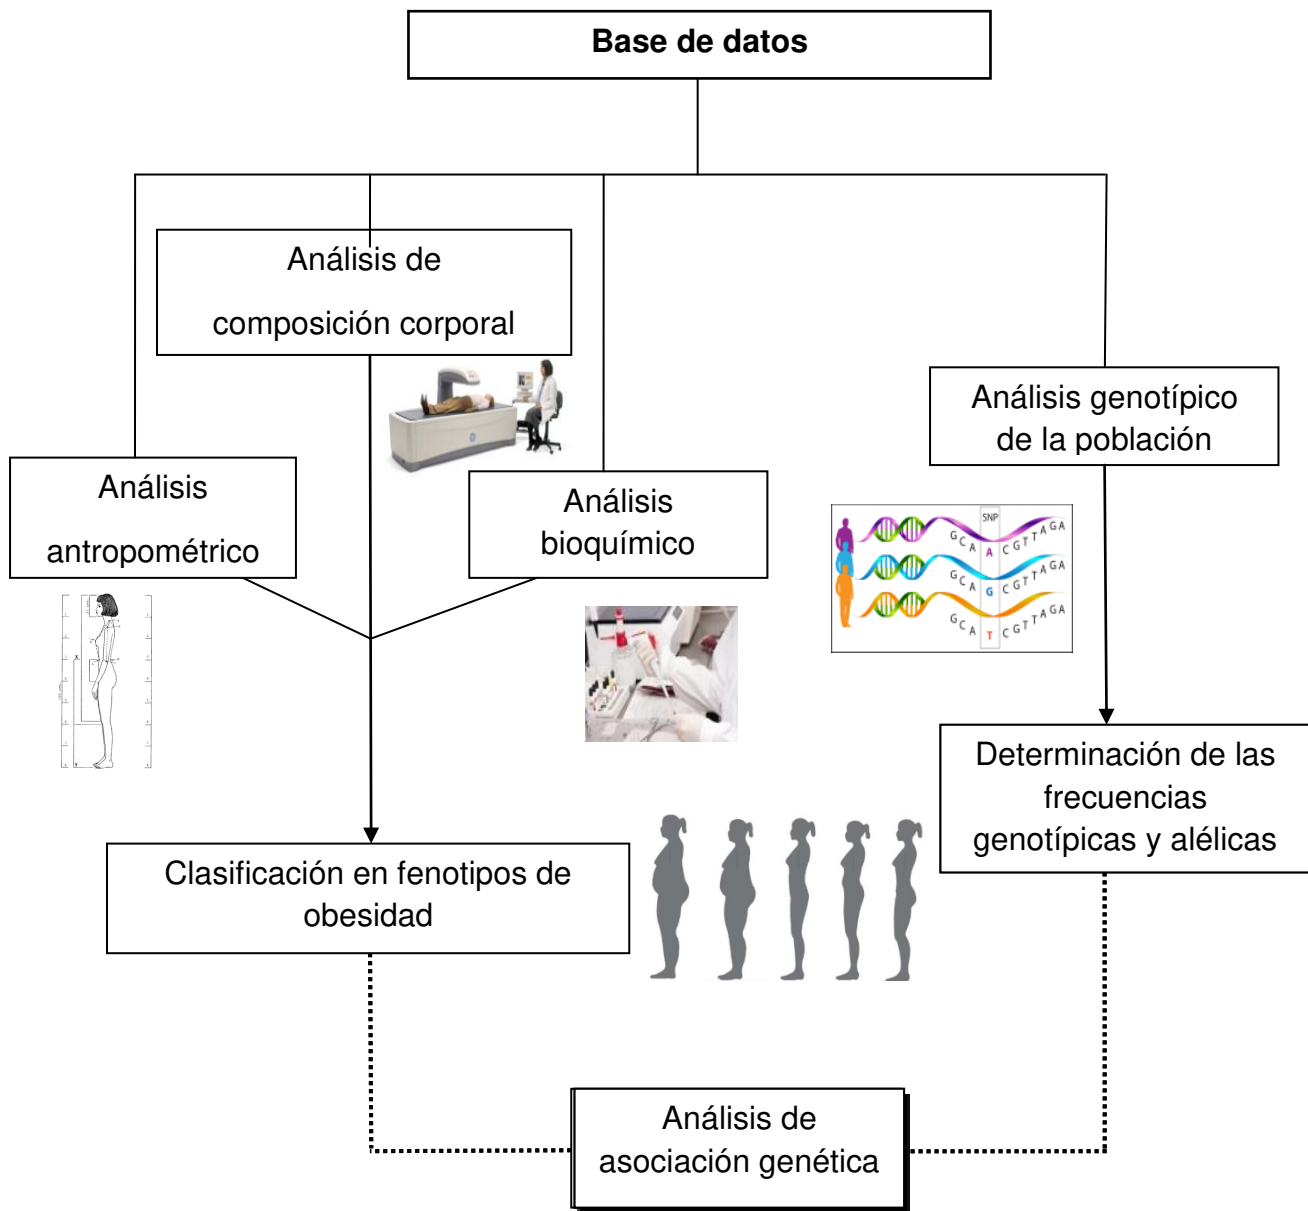 Base de datos
Análisis de
composición corporal
Análisis genotípico
de la población
Análisis
antropométrico
Análisis
bioquímico
SNP
GCA A CGTTAGA
GCA G CGTTAGA
GCA T CGTTAGA
Determinación de las
frecuencias
genotípicas y alélicas
Clasificación en fenotipos de
obesidad
Análisis de
asociación genética